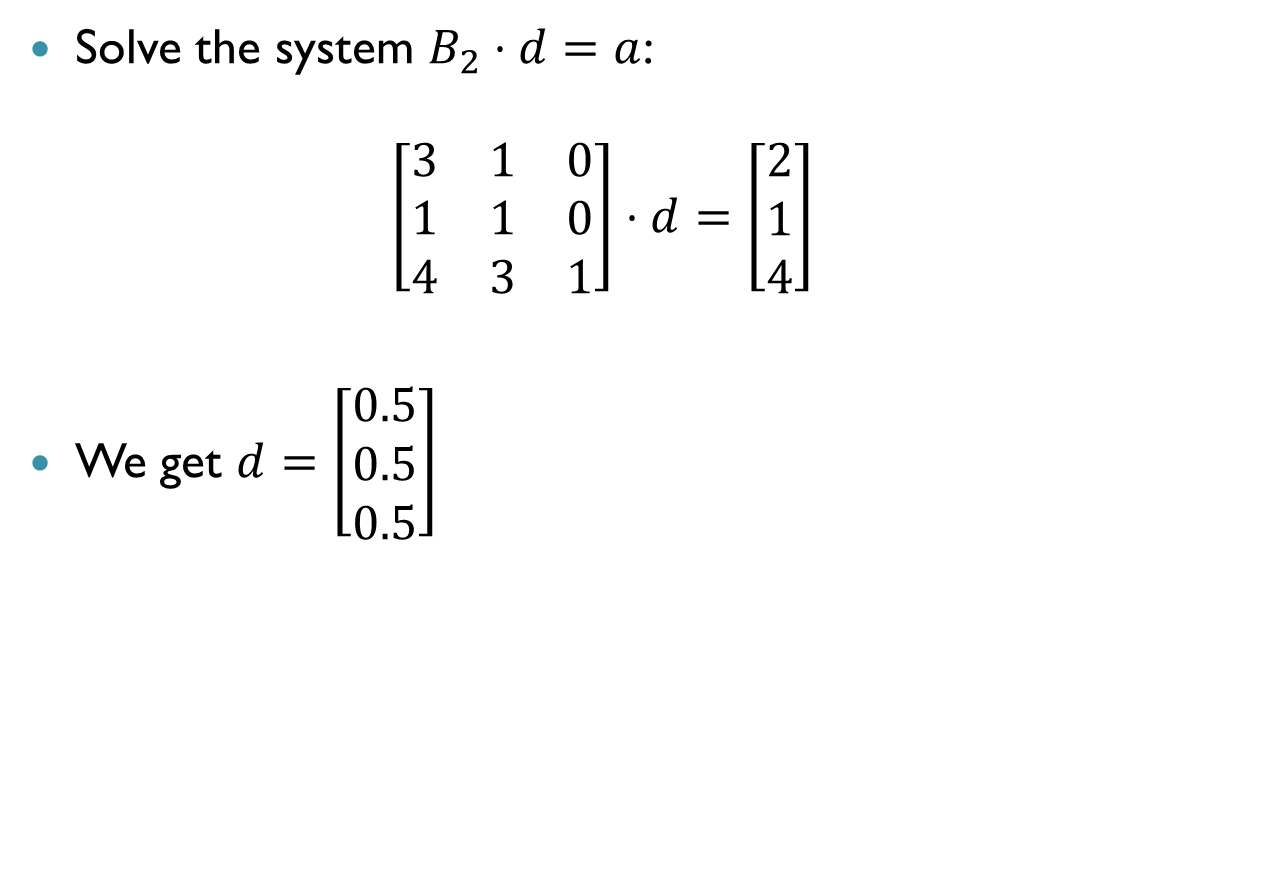 • Solve the system 𝐵₂ · 𝑑 = 𝑎:
[3 1 0; 1 1 0; 4 3 1] · 𝑑 = [2; 1; 4]
• We get 𝑑 = [0.5; 0.5; 0.5]